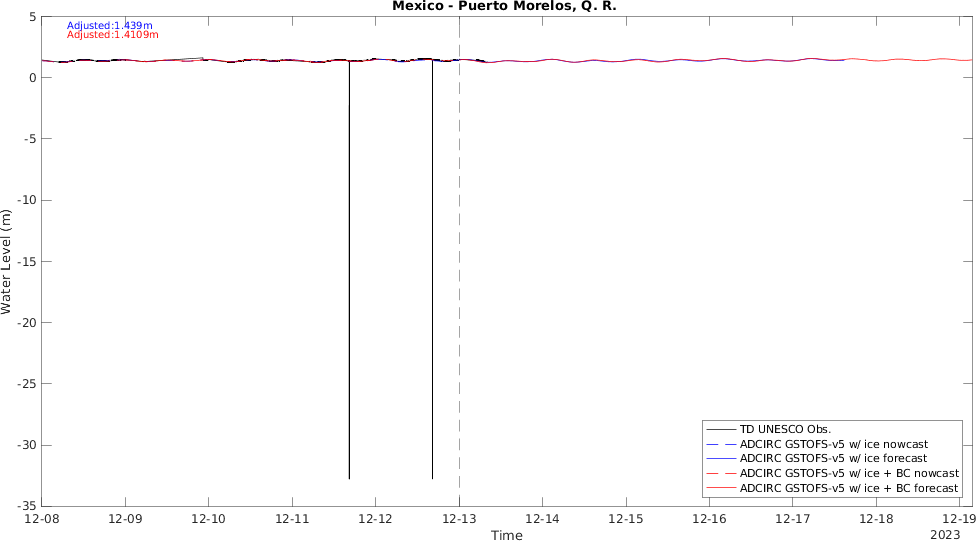 Mexico - Puerto Morelos, Q. R.
Adjusted:1.439m
Adjusted:1.4109m
5
0
-5
-10
-15
-20
-25
-30
-35
Water Level (m)
TD UNESCO Obs.
ADCIRC GSTOFS-v5 w/ ice nowcast
ADCIRC GSTOFS-v5 w/ ice forecast
ADCIRC GSTOFS-v5 w/ ice + BC nowcast
ADCIRC GSTOFS-v5 w/ ice + BC forecast
12-08 12-09 12-10 12-11 12-12 12-13 12-14 12-15 12-16 12-17 12-18 12-19
Time
2023